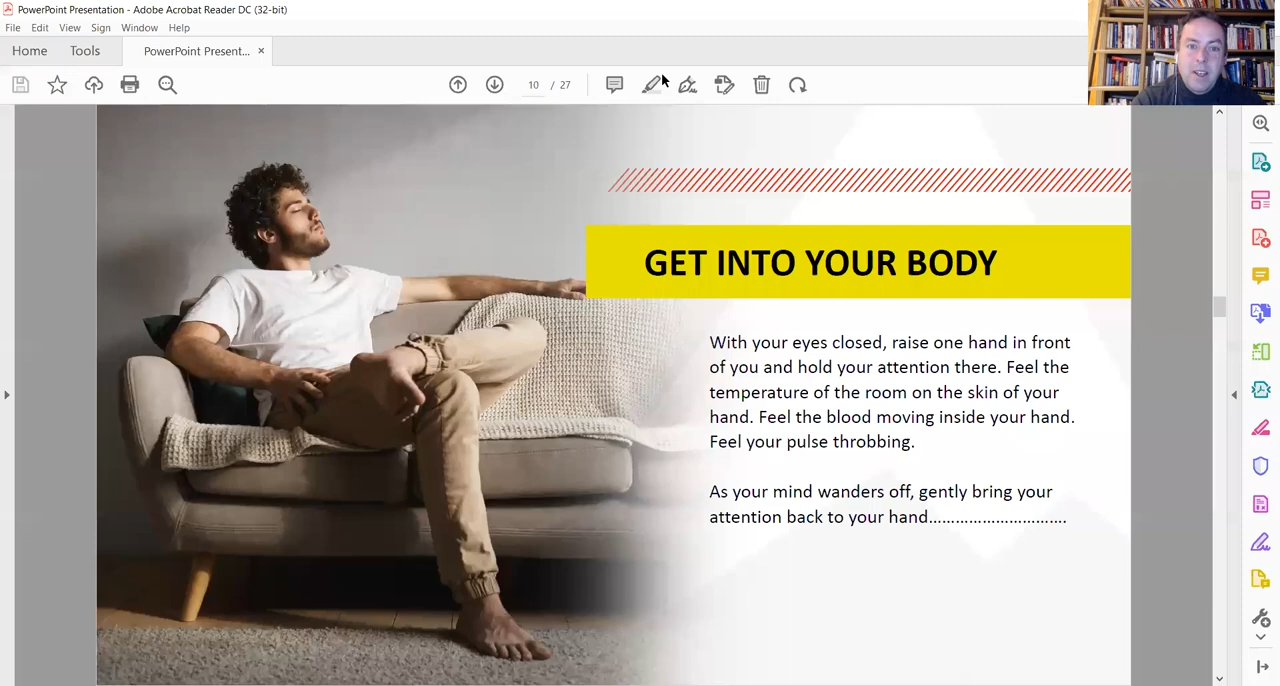 PowerPoint Presentation - Adobe Acrobat Reader DC (32-bit)
File Edit View Sign Window Help
Home Tools PowerPoint Present... ×
10 / 27
GET INTO YOUR BODY
With your eyes closed, raise one hand in front
of you and hold your attention there. Feel the
temperature of the room on the skin of your
hand. Feel the blood moving inside your hand.
Feel your pulse throbbing.
As your mind wanders off, gently bring your
attention back to your hand……………………….